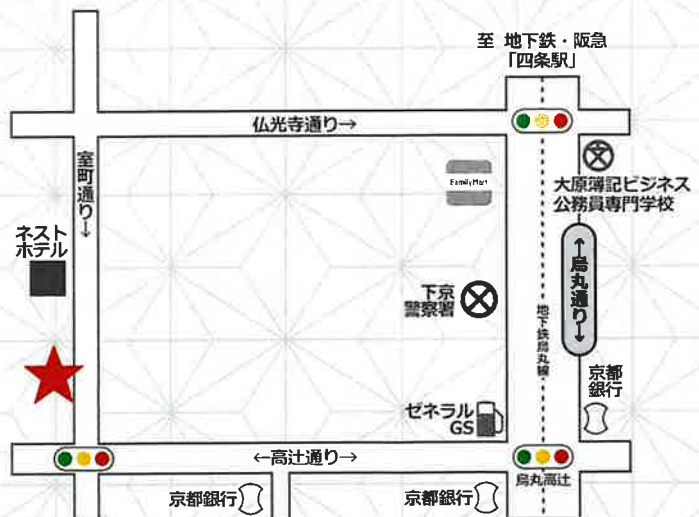 至 地下鉄・阪急
「四条駅」
仏光寺通り→
室町通り→
FamilyMart
大原簿記ビジネス
公務員専門学校
ネスト
ホテル
←烏丸通り→
下京
警察署
地下鉄烏丸線
京都
銀行
ゼネラル
GS
←高辻通り→
烏丸高辻
京都銀行
京都銀行